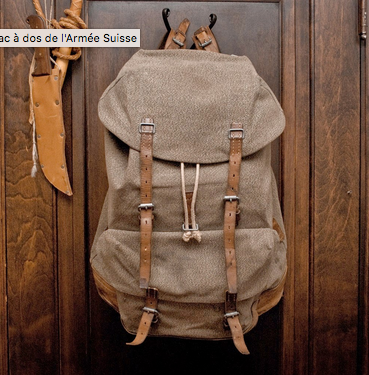 ac à dos de l'Armée Suisse